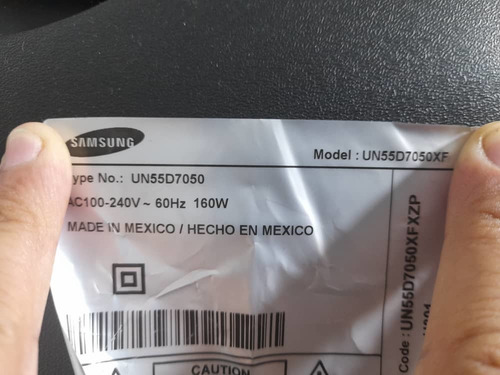 SAMSUNG
Model : UN55D7050XF
ype No.: UN55D7050
AC100-240V ~ 60Hz 160W
MADE IN MEXICO / HECHO EN MEXICO
Code : UN55D7050XFXZP
CAUTION